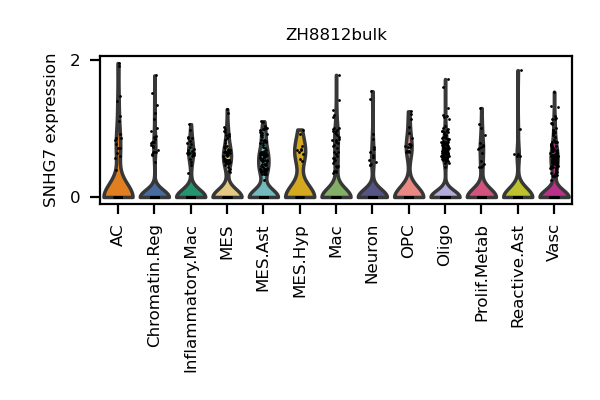 ZH8812bulk
SNHG7 expression
2
0
AC
Chromatin.Reg
Inflammatory.Mac
MES
MES.Ast
MES.Hyp
Mac
Neuron
OPC
Oligo
Prolif.Metab
Reactive.Ast
Vasc